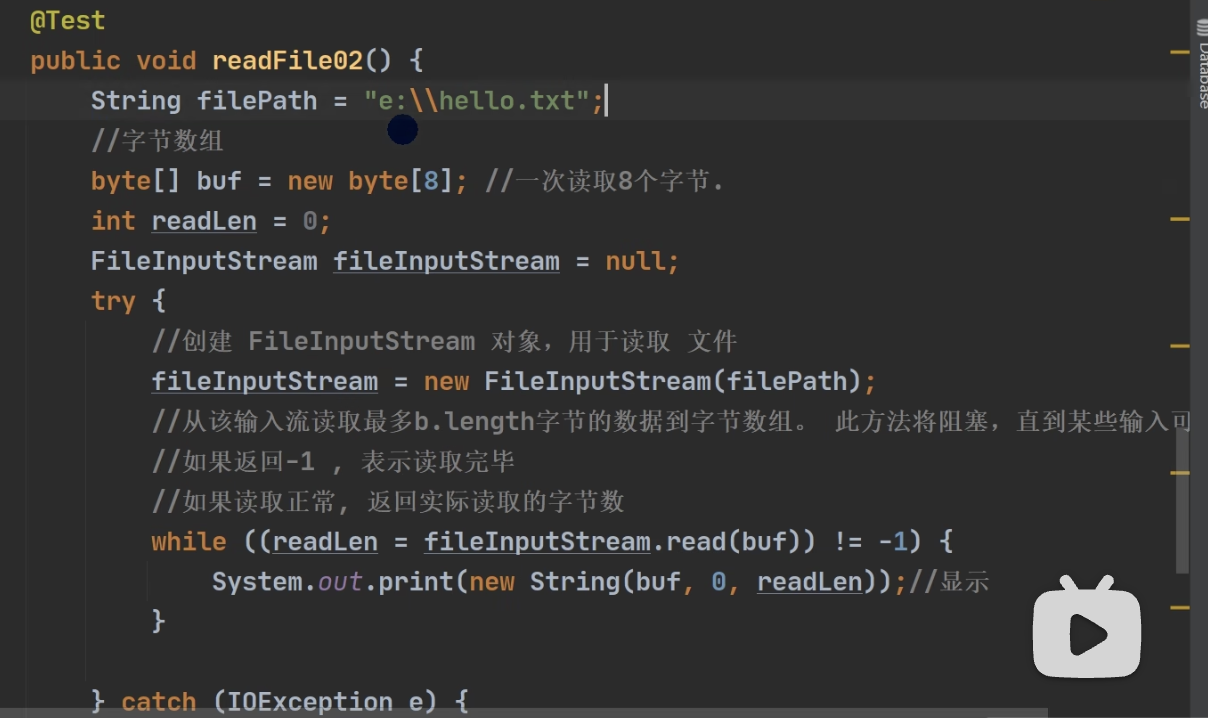 @Test
public void readFile02() {
String filePath = "e:\\hello.txt";
//字节数组
byte[] buf = new byte[8]; //一次读取8个字节.
int readLen = 0;
FileInputStream fileInputStream = null;
try {
//创建 FileInputStream 对象，用于读取 文件
fileInputStream = new FileInputStream(filePath);
//从该输入流读取最多b.length字节的数据到字节数组。 此方法将阻塞，直到某些输入可
//如果返回-1 , 表示读取完毕
//如果读取正常, 返回实际读取的字节数
while ((readLen = fileInputStream.read(buf)) != -1) {
System.out.print(new String(buf, 0, readLen));//显示
}
} catch (IOException e) {
Database